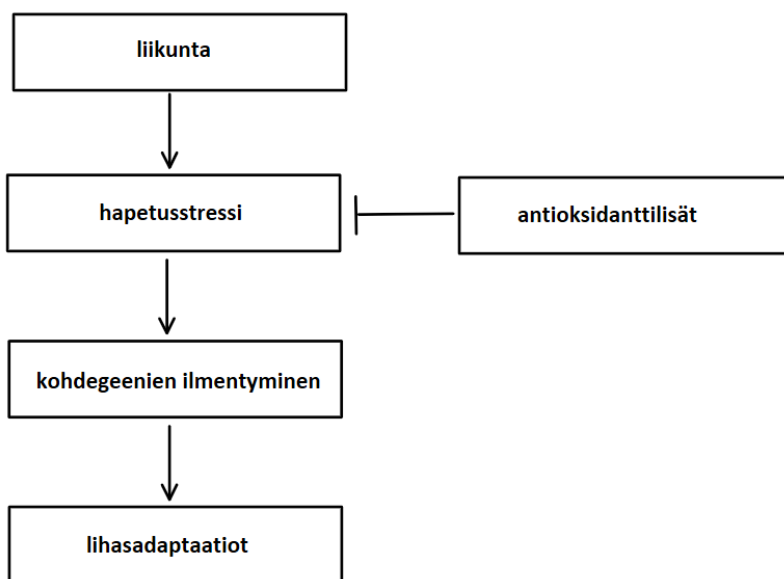 liikunta
hapetusstressi
antioksidanttilisät
kohdegeenien ilmentyminen
lihasadaptaatiot